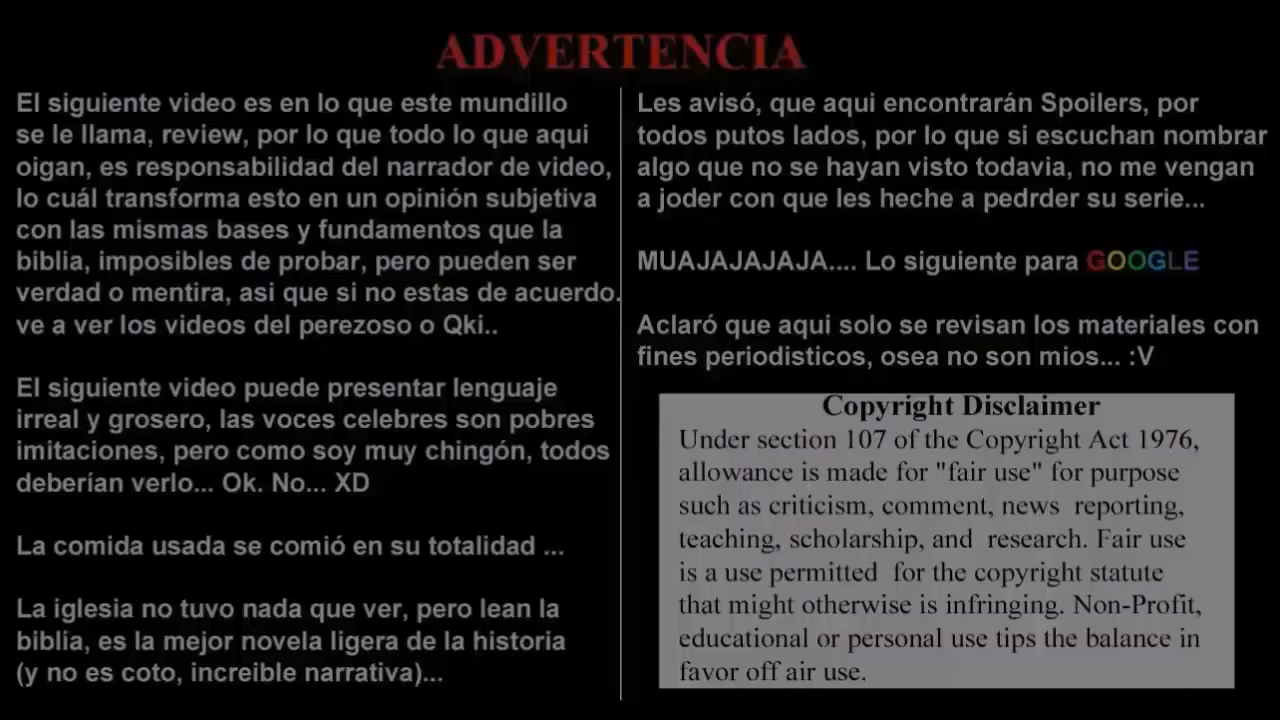 ADVERTENCIA
El siguiente video es en lo que este mundillo
se le llama, review, por lo que todo lo que aqui
oigan, es responsabilidad del narrador de video,
lo cuál transforma esto en un opinión subjetiva
con las mismas bases y fundamentos que la
biblia, imposibles de probar, pero pueden ser
verdad o mentira, asi que si no estas de acuerdo.
ve a ver los videos del perezoso o Qki..
El siguiente video puede presentar lenguaje
irreal y grosero, las voces celebres son pobres
imitaciones, pero como soy muy chingón, todos
deberían verlo... Ok. No... XD
La comida usada se comió en su totalidad ...
La iglesia no tuvo nada que ver, pero lean la
biblia, es la mejor novela ligera de la historia
(y no es coto, increible narrativa)...
Les avisó, que aqui encontrarán Spoilers, por
todos putos lados, por lo que si escuchan nombrar
algo que no se hayan visto todavia, no me vengan
a joder con que les heche a pedrder su serie...
MUAJAJAJAJA.... Lo siguiente para GOOGLE
Aclaró que aqui solo se revisan los materiales con
fines periodisticos, osea no son mios... :V
Copyright Disclaimer
Under section 107 of the Copyright Act 1976,
allowance is made for "fair use" for purpose
such as criticism, comment, news reporting,
teaching, scholarship, and research. Fair use
is a use permitted for the copyright statute
that might otherwise is infringing. Non-Profit,
educational or personal use tips the balance in
favor off air use.